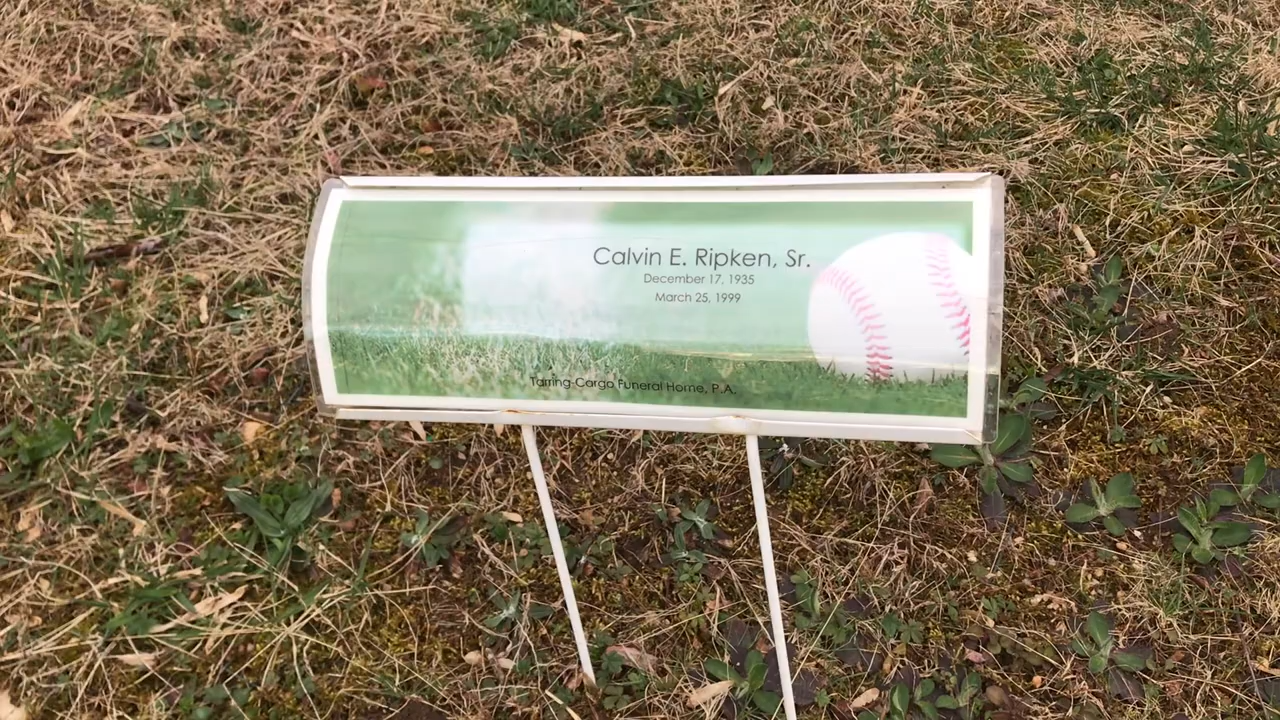 Calvin E. Ripken, Sr.
December 17, 1935
March 25, 1999
Tarring-Cargo Funeral Home, P.A.